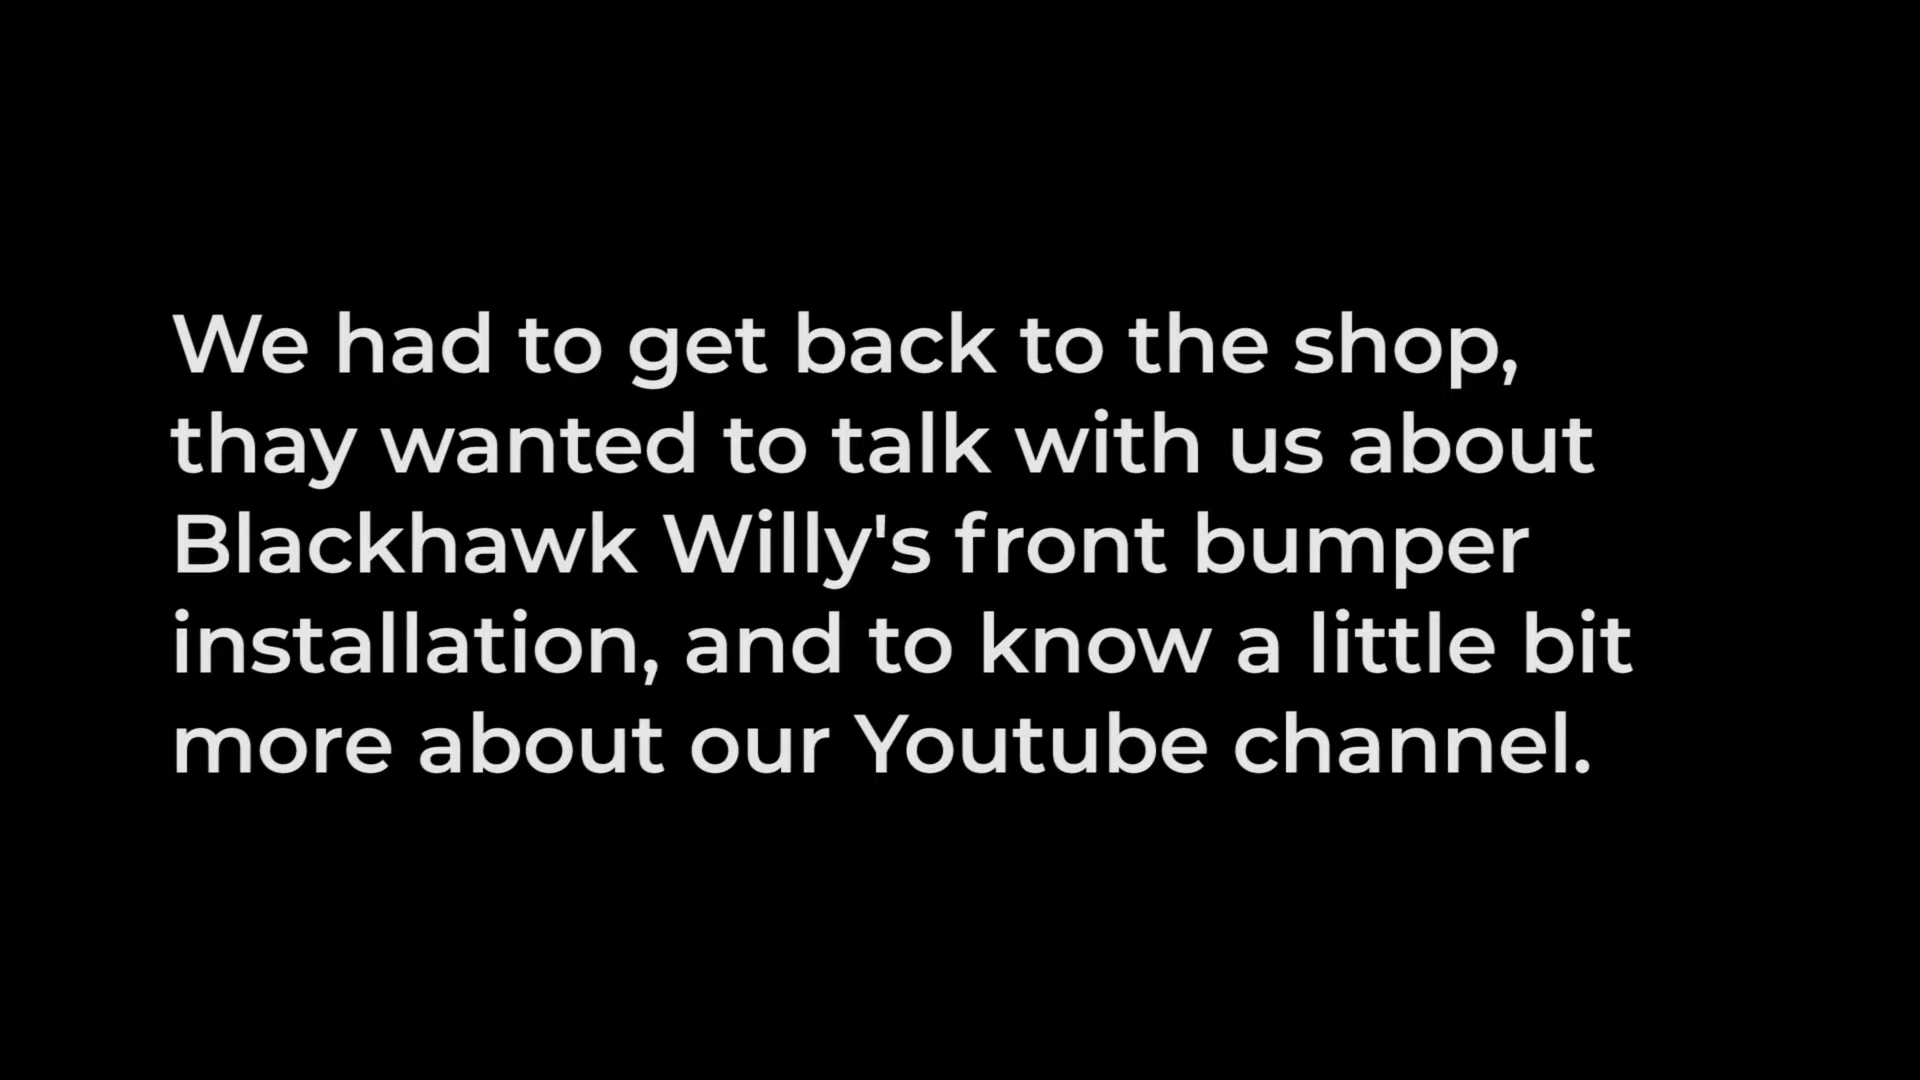 We had to get back to the shop,
thay wanted to talk with us about
Blackhawk Willy's front bumper
installation, and to know a little bit
more about our Youtube channel.